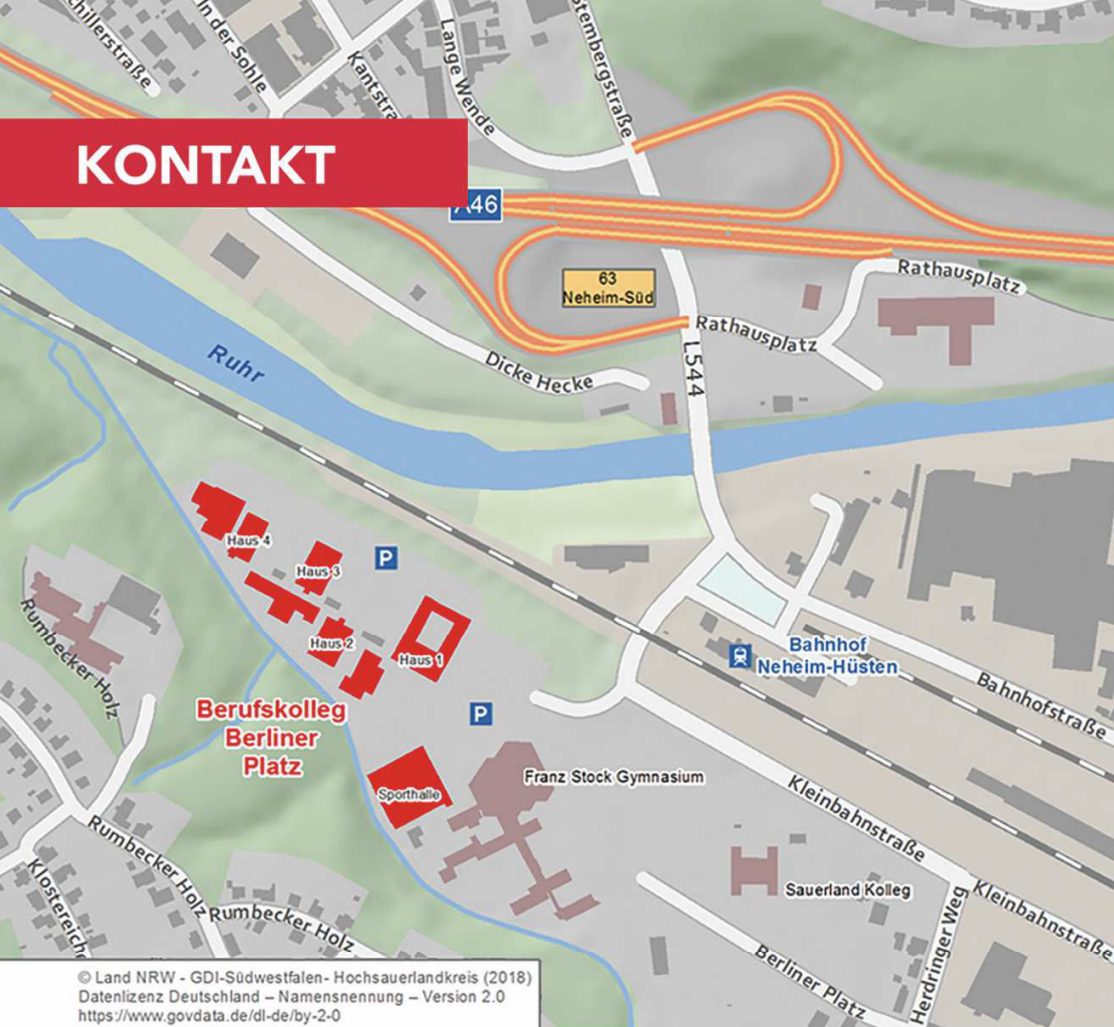 chillerstraße
In der Sohle
Kantstra
Lange Wende
Stembergstraße
KONTAKT
A46
63
Neheim-Süd
Rathausplatz
Rathausplatz
L544
Ruhr
Dicke Hecke
Haus 4
Haus 3
P
Haus 2
Haus 1
Rumbecker Holz
Bahnhof
Neheim-Hüsten
Bahnhofstraße
Berufskolleg
Berliner
Platz
P
Sporthalle
Franz Stock Gymnasium
Kleinbahnstraße
Rumbecker Holz
Sauerland Kolleg
Kleinbahnstraße
Klostereiche
Rumbecker Holz
Herdringer Weg
Berliner Platz
© Land NRW - GDI-Südwestfalen- Hochsauerlandkreis (2018)
Datenlizenz Deutschland – Namensnennung – Version 2.0
https://www.govdata.de/dl-de/by-2-0